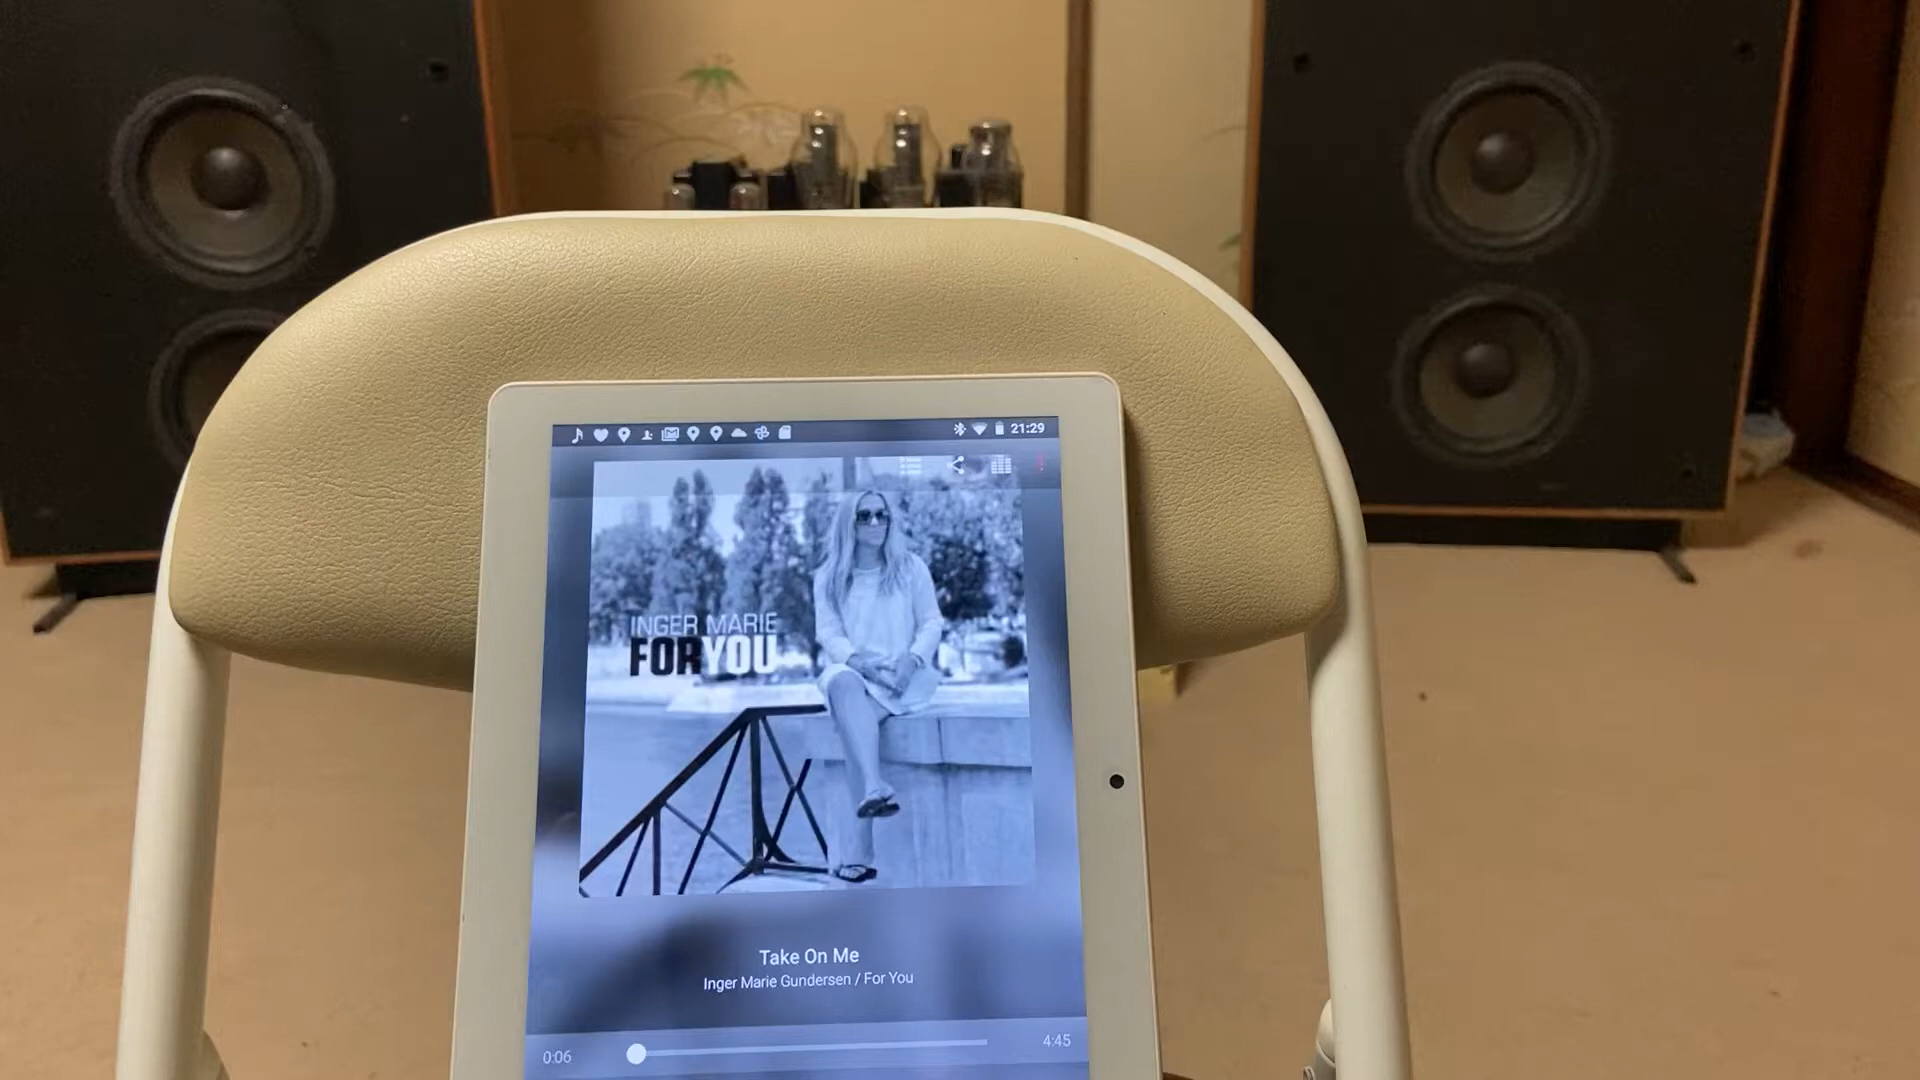 21:29
INGER MARIE
FORYOU
Take On Me
Inger Marie Gundersen / For You
0:06
4:45